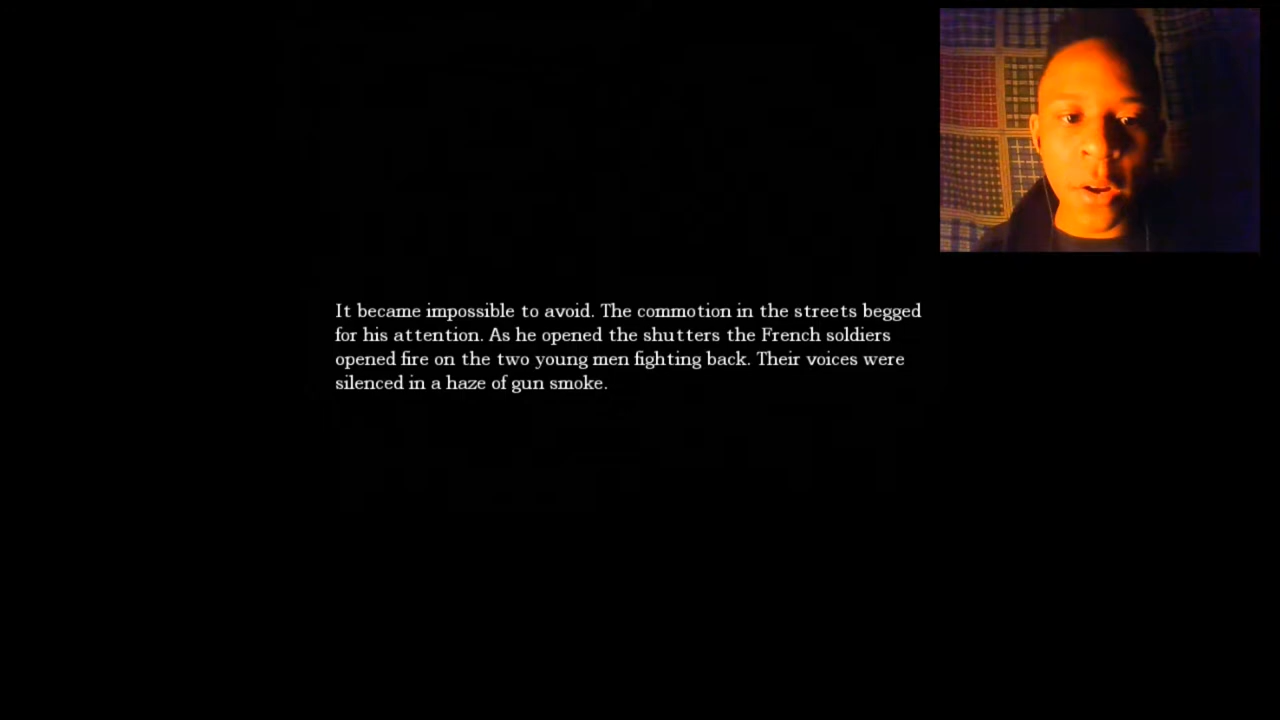 It became impossible to avoid. The commotion in the streets begged
for his attention. As he opened the shutters the French soldiers
opened fire on the two young men fighting back. Their voices were
silenced in a haze of gun smoke.